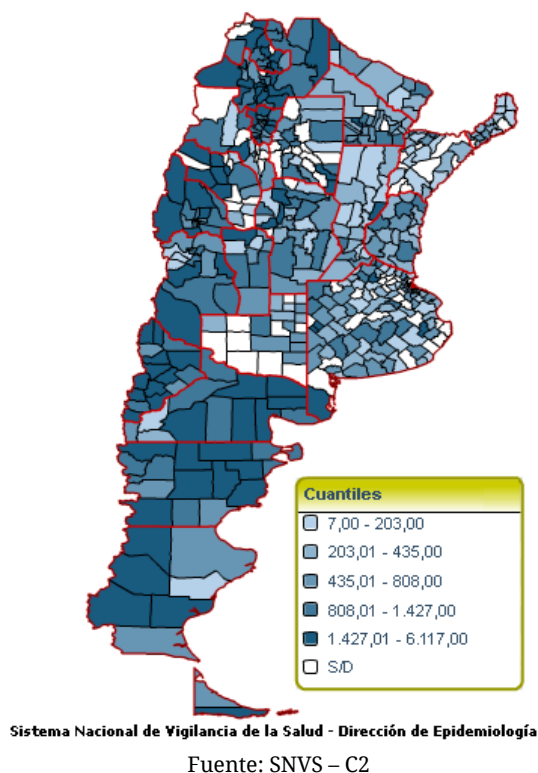 Cuantiles
7,00 - 203,00
203,01 - 435,00
435,01 - 808,00
808,01 - 1.427,00
1.427,01 - 6.117,00
S/D
Sistema Nacional de Vigilancia de la Salud - Dirección de Epidemiología
Fuente: SNVS – C2